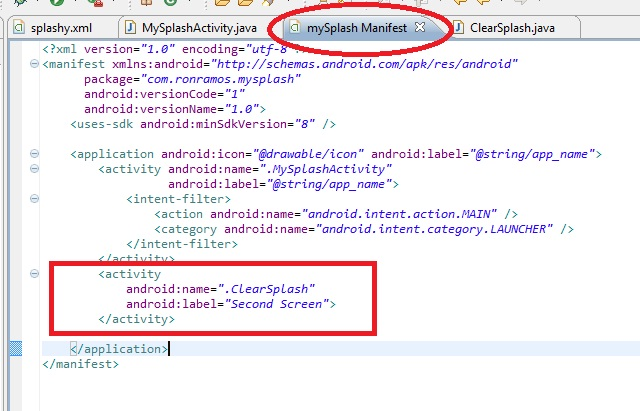 splashy.xml MySplashActivity.java mySplash Manifest ClearSplash.java
<?xml version="1.0" encoding="utf-8"
<manifest xmlns:android="http://schemas.android.com/apk/res/android"
package="com.ronramos.mysplash"
android:versionCode="1"
android:versionName="1.0">
<uses-sdk android:minSdkVersion="8" />
<application android:icon="@drawable/icon" android:label="@string/app_name">
<activity android:name=".MySplashActivity"
android:label="@string/app_name">
<intent-filter>
<action android:name="android.intent.action.MAIN" />
<category android:name="android.intent.category.LAUNCHER" />
</intent-filter>
</activity>
<activity
android:name=".ClearSplash"
android:label="Second Screen">
</activity>
</application>
</manifest>